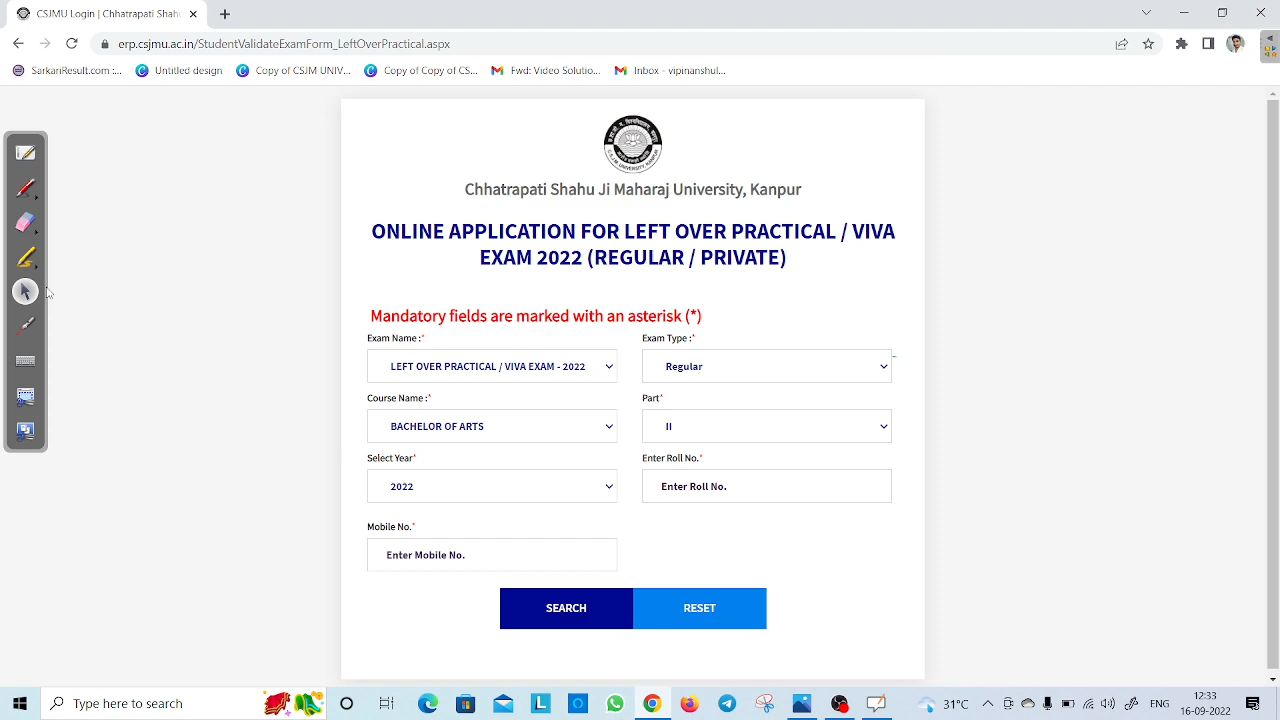 CSJMU Login | Chhatrapati Shahu
erp.csjmu.ac.in/StudentValidateExamForm_LeftOverPractical.aspx
SarkariResult.com ...
Untitled design
Copy of CSJM UNIV...
Copy of Copy of CS...
Fwd: Video Solutio...
Inbox - vipinanshul...
Chhatrapati Shahu Ji Maharaj University, Kanpur
ONLINE APPLICATION FOR LEFT OVER PRACTICAL / VIVA
EXAM 2022 (REGULAR / PRIVATE)
Mandatory fields are marked with an asterisk (*)
Exam Name :*
Exam Type :*
LEFT OVER PRACTICAL / VIVA EXAM - 2022
Regular
Course Name :*
Part*
BACHELOR OF ARTS
II
Select Year*
Enter Roll No.*
2022
Enter Roll No.
Mobile No.*
Enter Mobile No.
SEARCH
RESET
Type here to search
31°C
ENG
12:33
16-09-2022